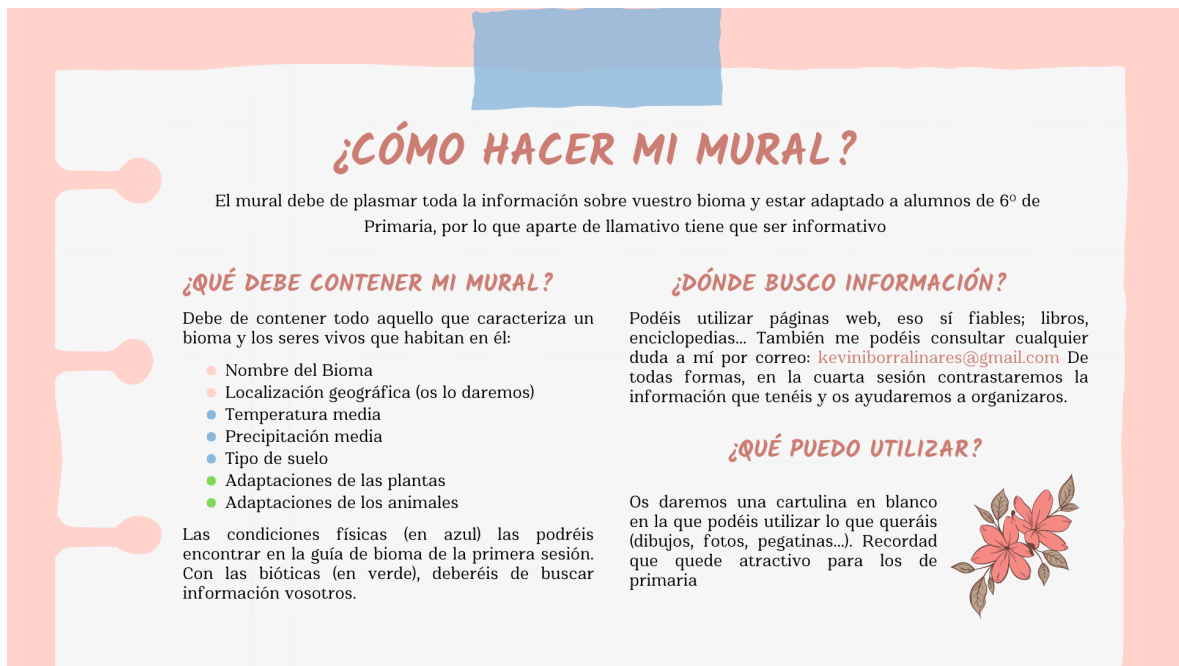 ¿CÓMO HACER MI MURAL?
El mural debe de plasmar toda la información sobre vuestro bioma y estar adaptado a alumnos de 6º de
Primaria, por lo que aparte de llamativo tiene que ser informativo
¿QUÉ DEBE CONTENER MI MURAL?
Debe de contener todo aquello que caracteriza un
bioma y los seres vivos que habitan en él:
Nombre del Bioma
Localización geográfica (os lo daremos)
Temperatura media
Precipitación media
Tipo de suelo
Adaptaciones de las plantas
Adaptaciones de los animales
Las condiciones físicas (en azul) las podréis
encontrar en la guía de bioma de la primera sesión.
Con las bióticas (en verde), deberéis de buscar
información vosotros.
¿DÓNDE BUSCO INFORMACIÓN?
Podéis utilizar páginas web, eso sí fiables; libros,
enciclopedias... También me podéis consultar cualquier
duda a mí por correo: keviniborralinares@gmail.com De
todas formas, en la cuarta sesión contrastaremos la
información que tenéis y os ayudaremos a organizaros.
¿QUÉ PUEDO UTILIZAR?
Os daremos una cartulina en blanco
en la que podéis utilizar lo que queráis
(dibujos, fotos, pegatinas...). Recordad
que quede atractivo para los de
primaria